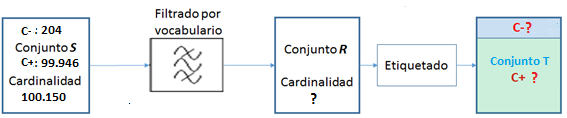 C- : 204
Conjunto S
C+: 99.946
Cardinalidad
100.150
Filtrado por
vocabulario
Conjunto R
Cardinalidad
?
Etiquetado
C-?
Conjunto T
C+ ?